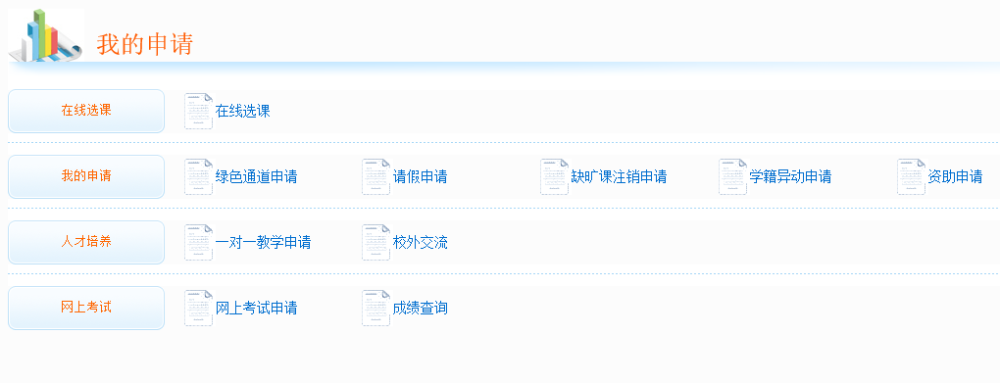 我的申请
在线选课 在线选课
我的申请 绿色通道申请 请假申请 缺旷课注销申请 学籍异动申请 资助申请
人才培养 一对一教学申请 校外交流
网上考试 网上考试申请 成绩查询